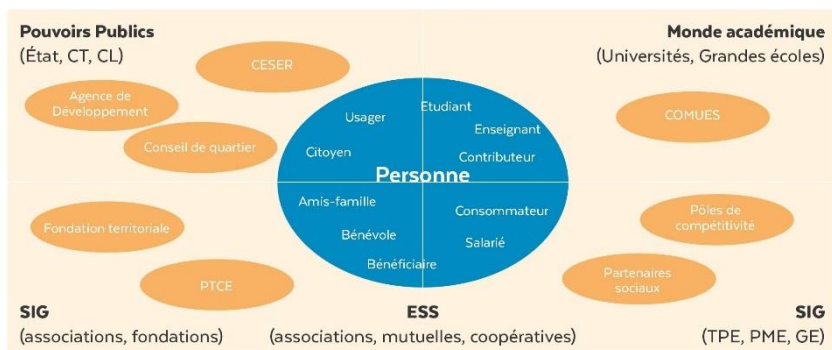 Pouvoirs Publics
(État, CT, CL)
Monde académique
(Universités, Grandes écoles)
CESER
Agence de
Développement
Conseil de quartier
COMUES
Usager
Etudiant
Enseignant
Citoyen
Contributeur
Personne
Amis-famille
Consommateur
Bénévole
Salarié
Bénéficiaire
Fondation territoriale
PTCE
Pôles de
compétitivité
Partenaires
sociaux
SIG
(associations, fondations)
ESS
(associations, mutuelles, coopératives)
SIG
(TPE, PME, GE)